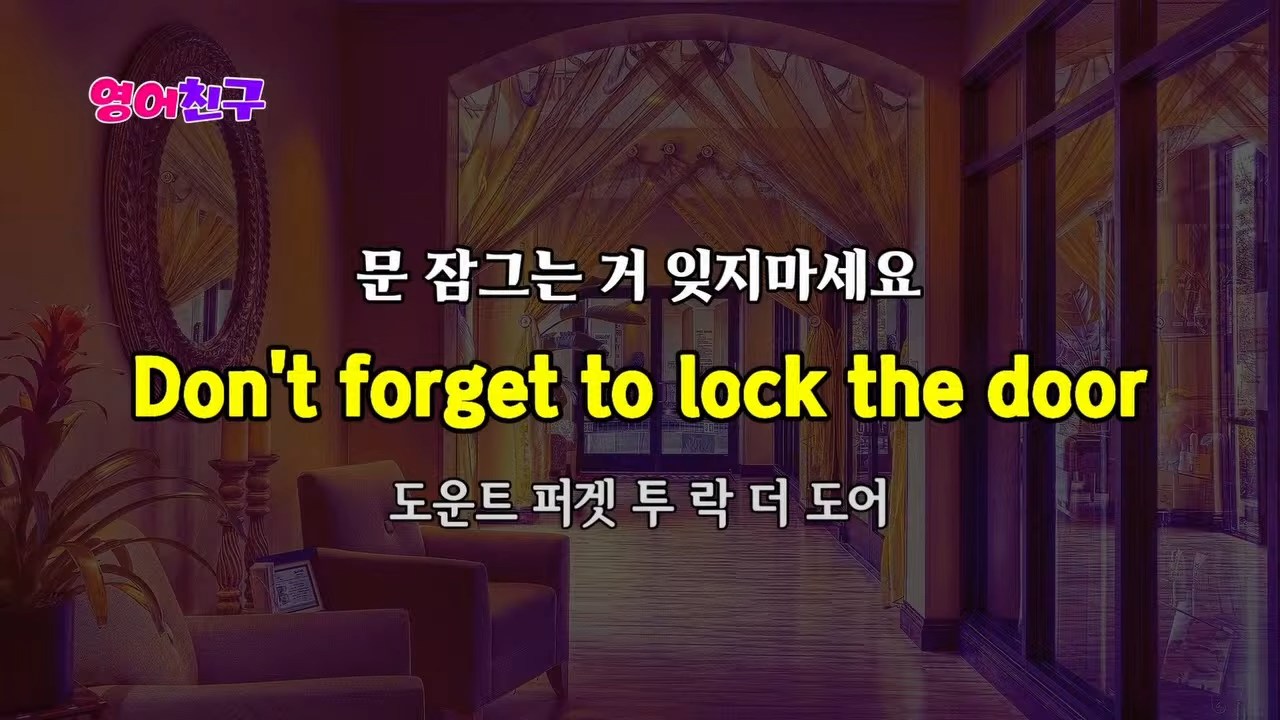 영어친구
문 잠그는 거 잊지마세요
Don't forget to lock the door
도운트 퍼겟 투 락 더 도어